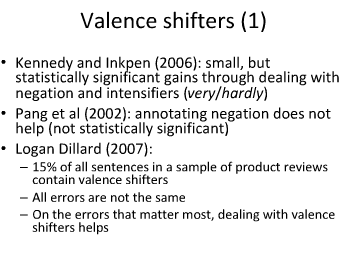 Valence shifters (1)
• Kennedy and Inkpen (2006): small, but
statistically significant gains through dealing with
negation and intensifiers (very/hardly)
• Pang et al (2002): annotating negation does not
help (not statistically significant)
• Logan Dillard (2007):
– 15% of all sentences in a sample of product reviews
contain valence shifters
– All errors are not the same
– On the errors that matter most, dealing with valence
shifters helps